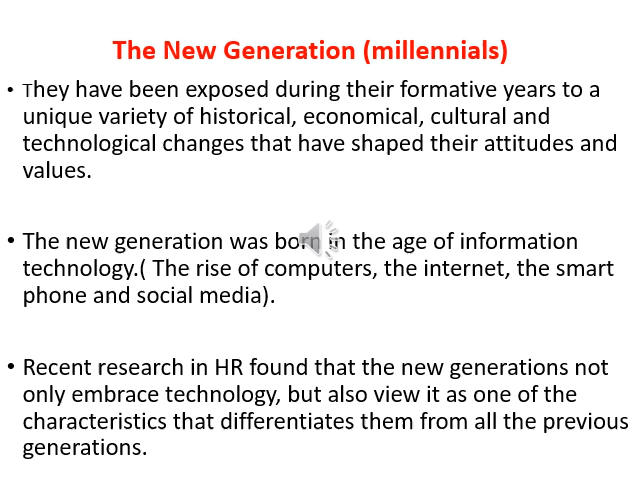 The New Generation (millennials)
• They have been exposed during their formative years to a
unique variety of historical, economical, cultural and
technological changes that have shaped their attitudes and
values.
• The new generation was born in the age of information
technology.( The rise of computers, the internet, the smart
phone and social media).
• Recent research in HR found that the new generations not
only embrace technology, but also view it as one of the
characteristics that differentiates them from all the previous
generations.